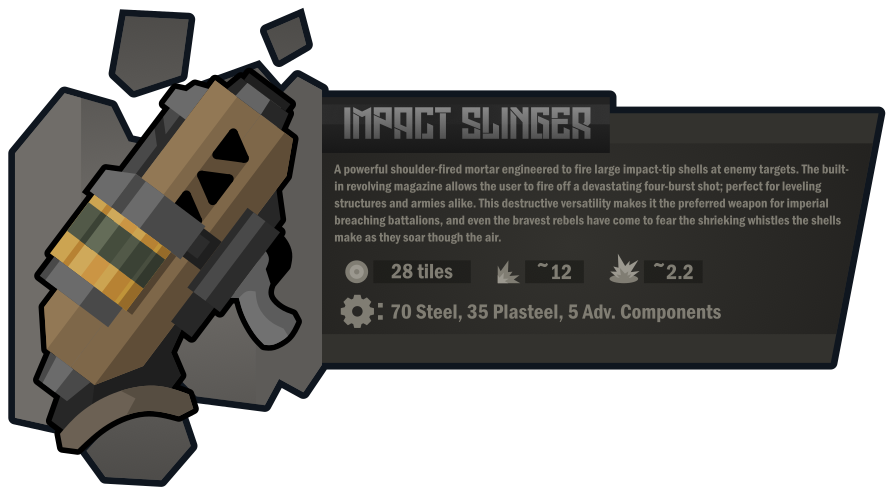 IMPACT SLINGER
A powerful shoulder-fired mortar engineered to fire large impact-tip shells at enemy targets. The built-
in revolving magazine allows the user to fire off a devastating four-burst shot; perfect for leveling
structures and armies alike. This destructive versatility makes it the preferred weapon for imperial
breaching battalions, and even the bravest rebels have come to fear the shrieking whistles the shells
make as they soar though the air.
28 tiles ~12 ~2.2
: 70 Steel, 35 Plasteel, 5 Adv. Components